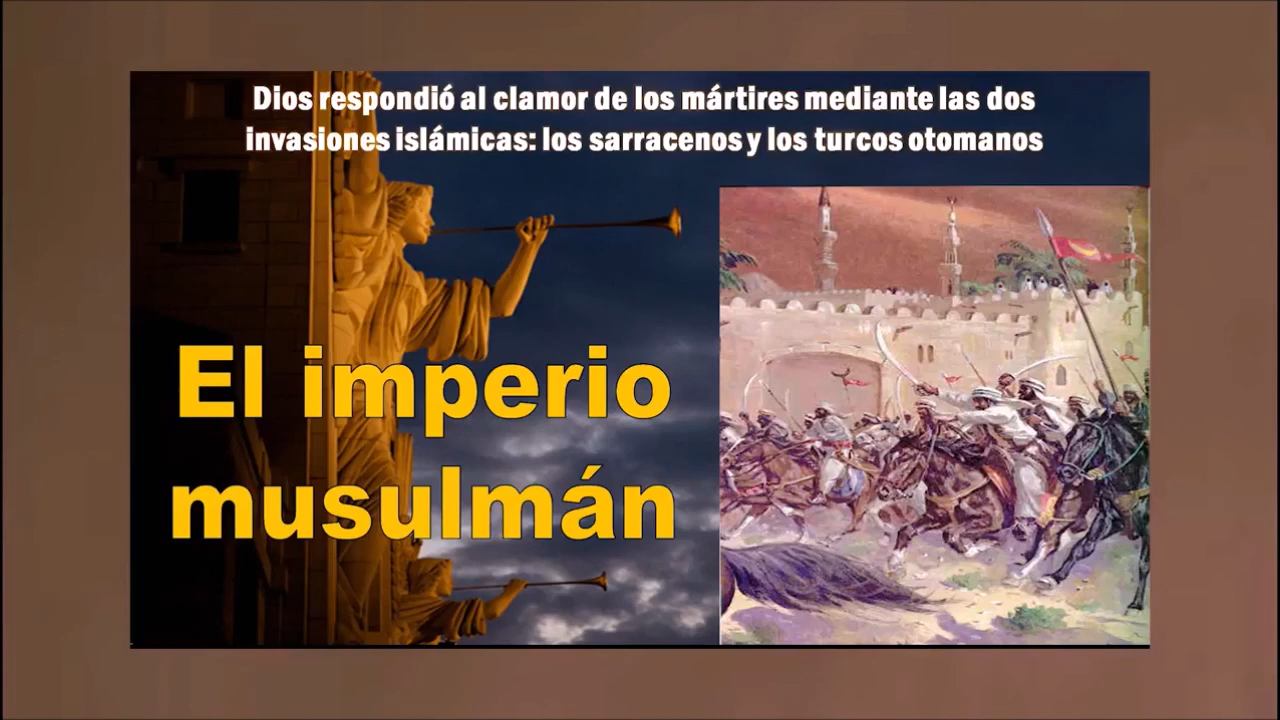 Dios respondió al clamor de los mártires mediante las dos
invasiones islámicas: los sarracenos y los turcos otomanos
El imperio
musulmán